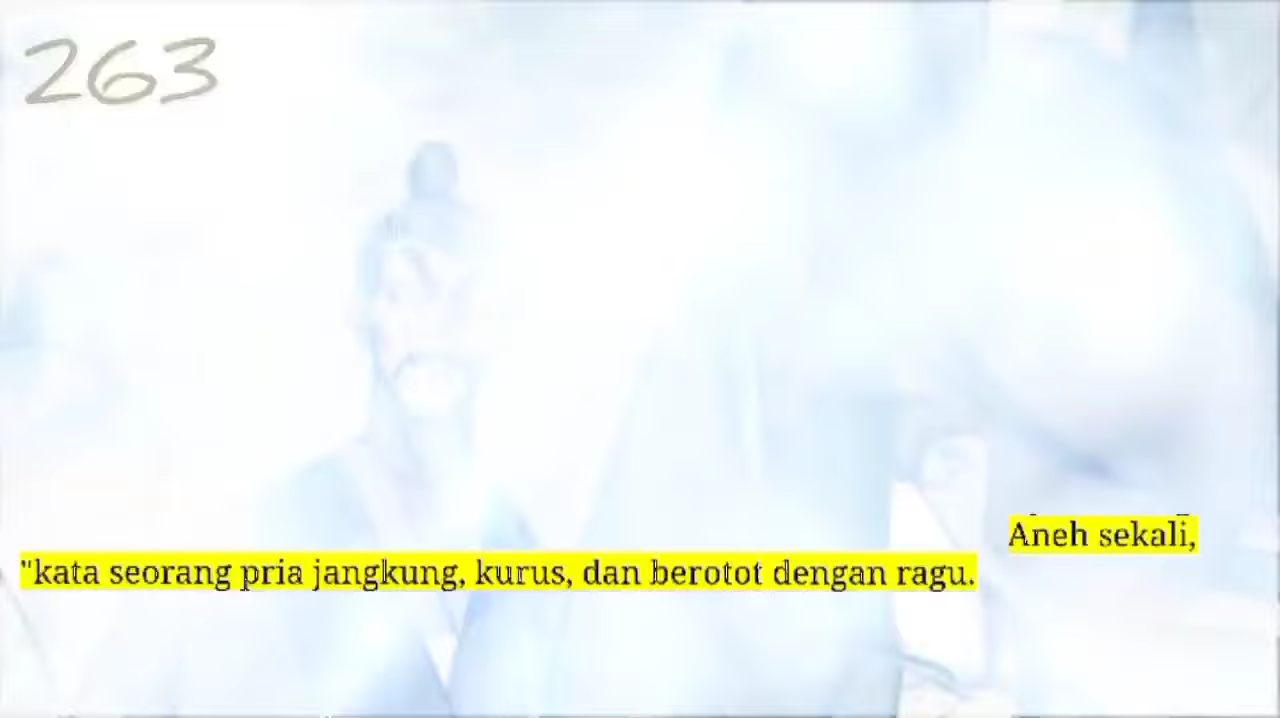 263
Aneh sekali,
"kata seorang pria jangkung, kurus, dan berotot dengan ragu.